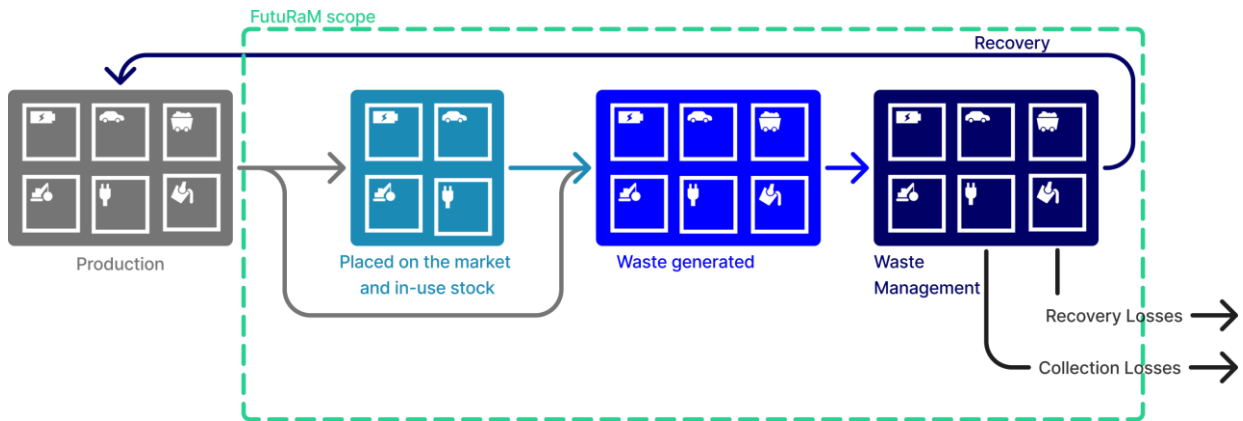 FutuRaM scope
Recovery
Production
Placed on the market
and in-use stock
Waste generated
Waste
Management
Recovery Losses
Collection Losses